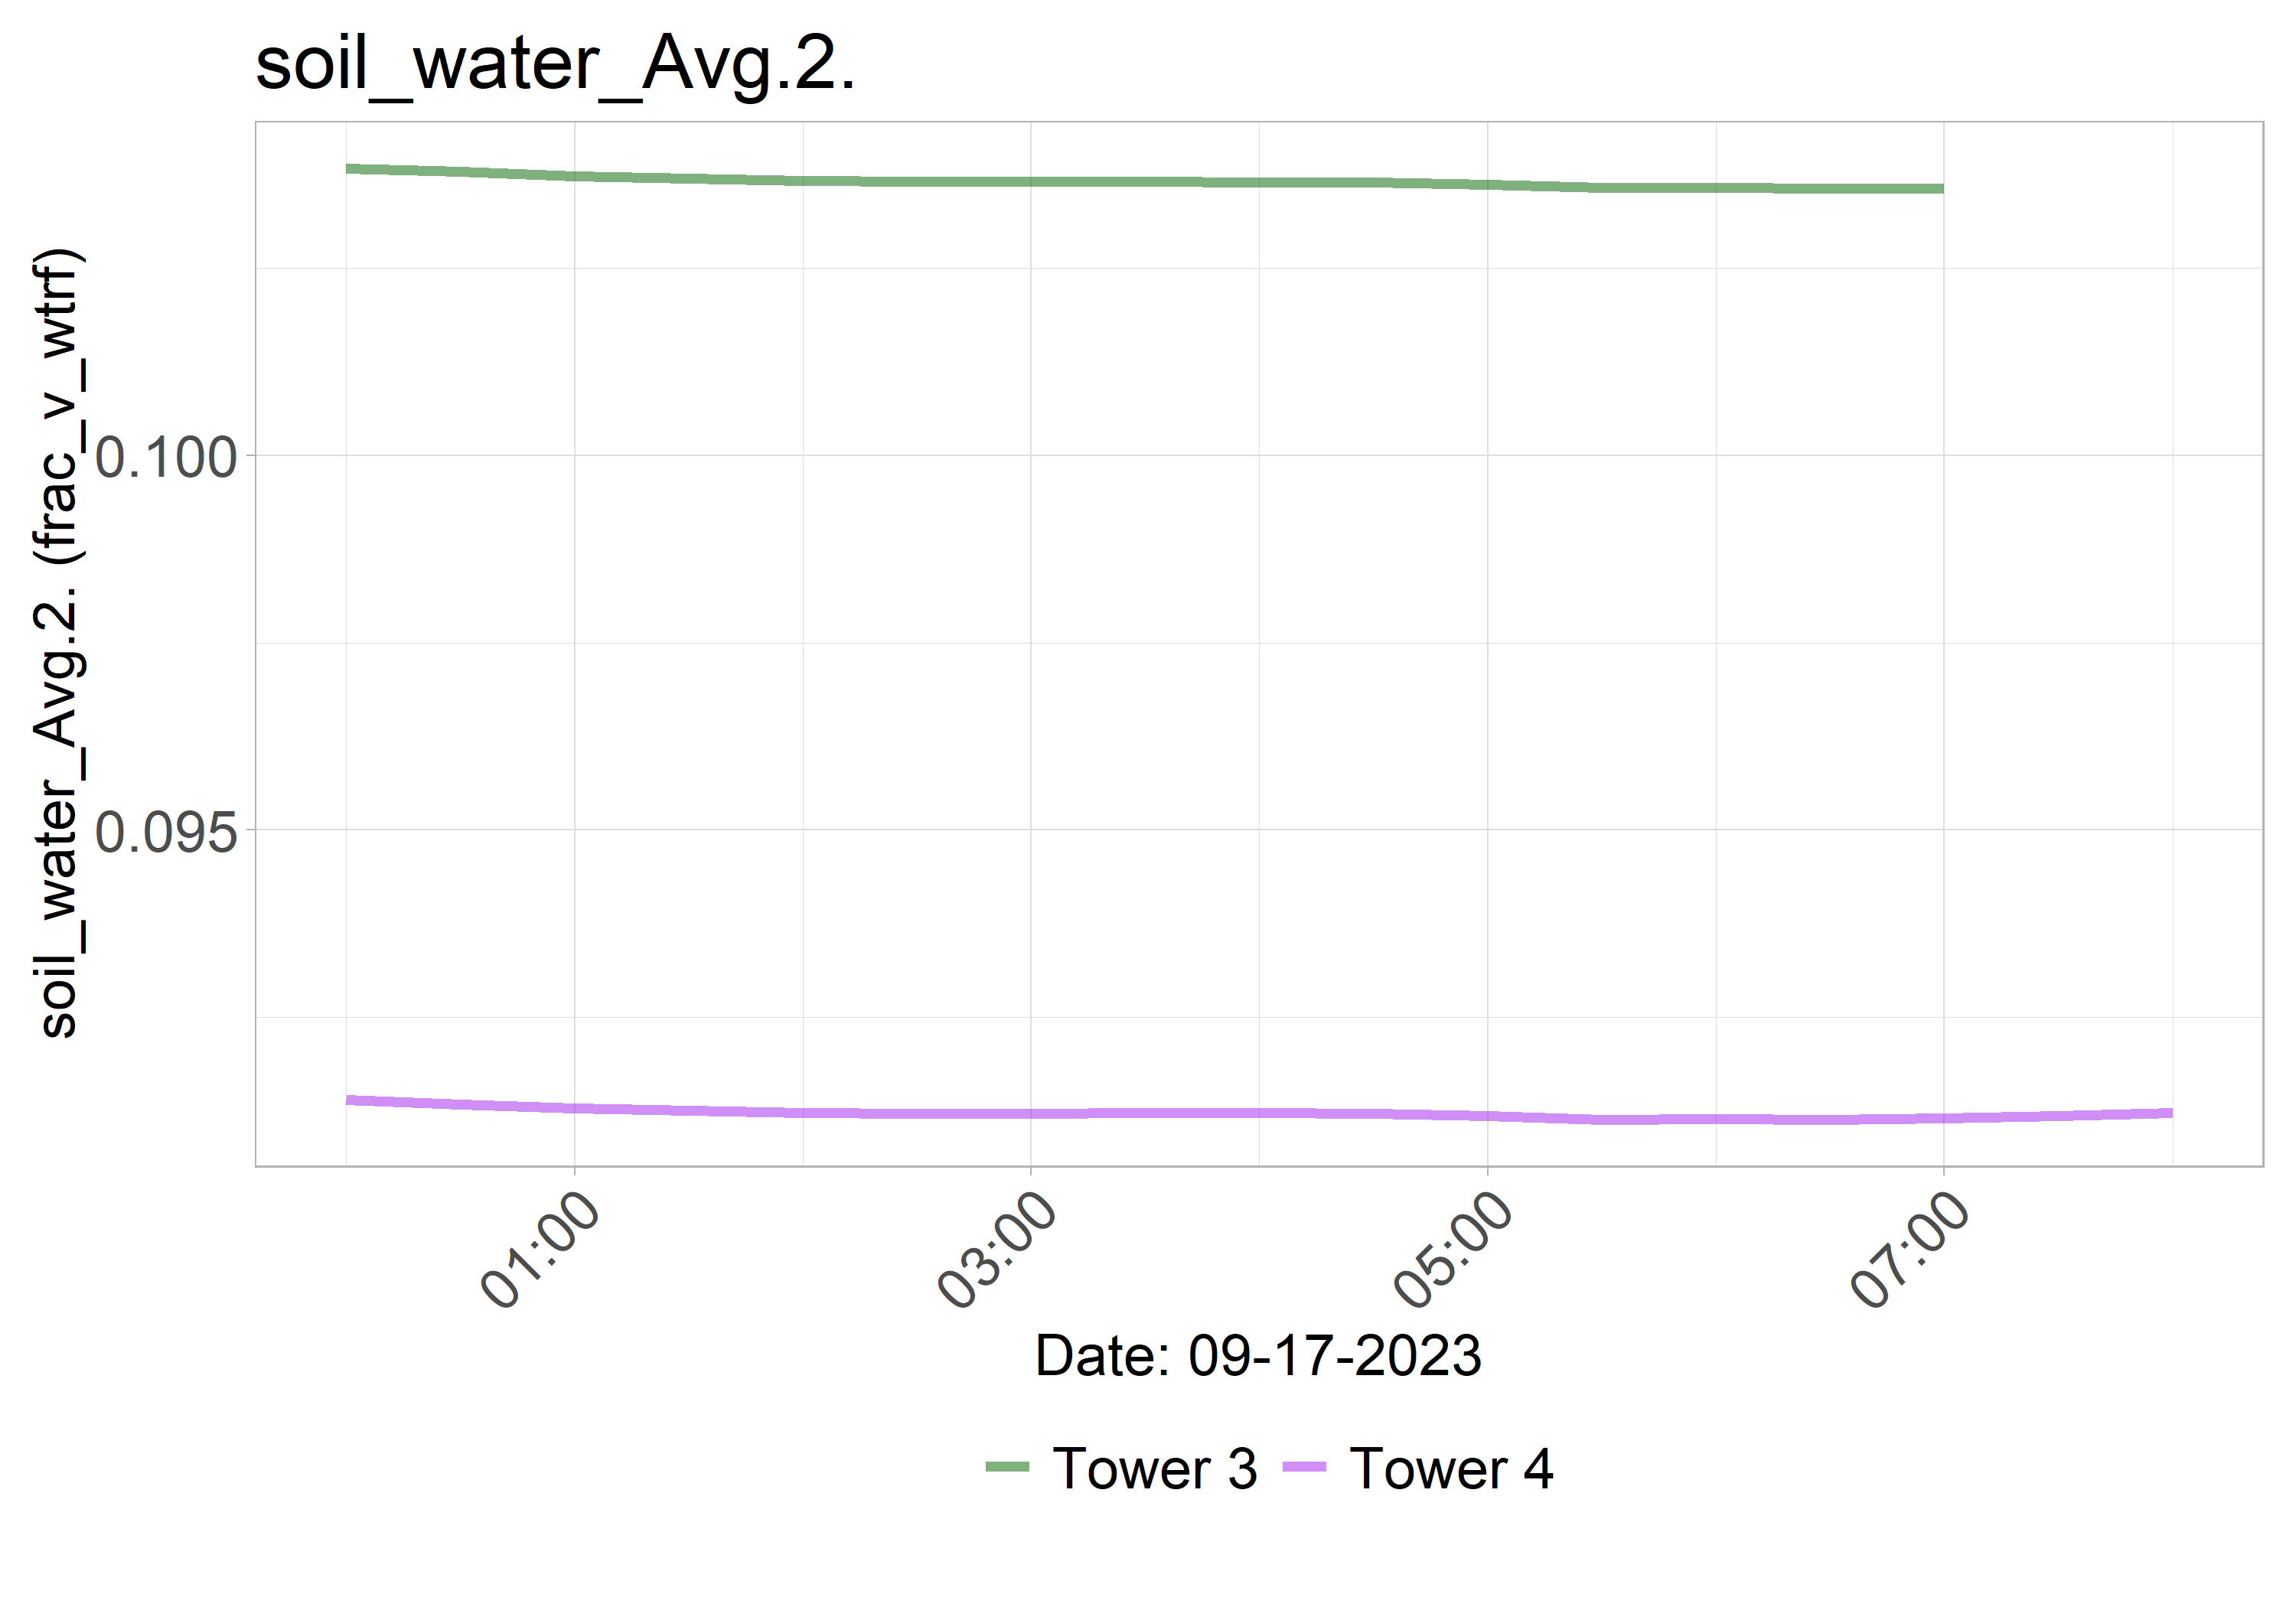 soil_water_Avg.2.
soil_water_Avg.2. (frac_v_wtrf)
0.100
0.095
01:00
03:00
05:00
07:00
Date: 09-17-2023
Tower 3
Tower 4